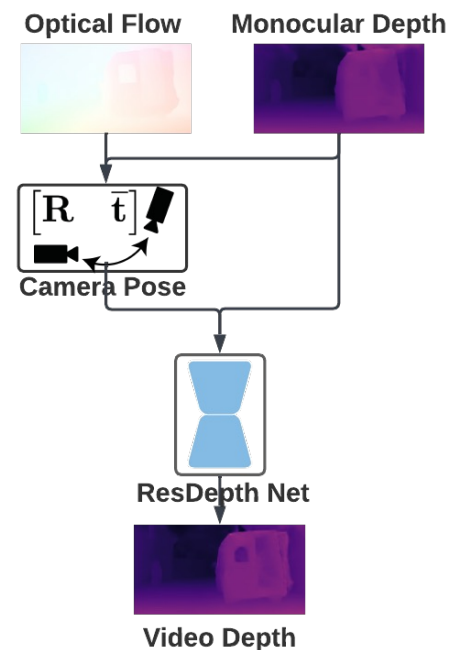 Optical Flow
Monocular Depth
[R t̄]
Camera Pose
ResDepth Net
Video Depth